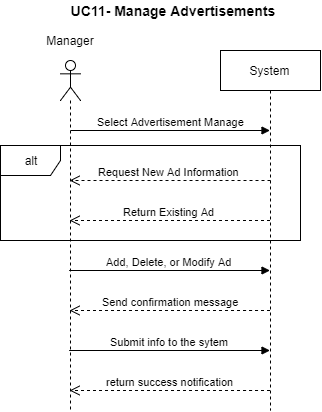 UC11- Manage Advertisements
Manager
System
Select Advertisement Manage
alt
Request New Ad Information
Return Existing Ad
Add, Delete, or Modify Ad
Send confirmation message
Submit info to the sytem
return success notification